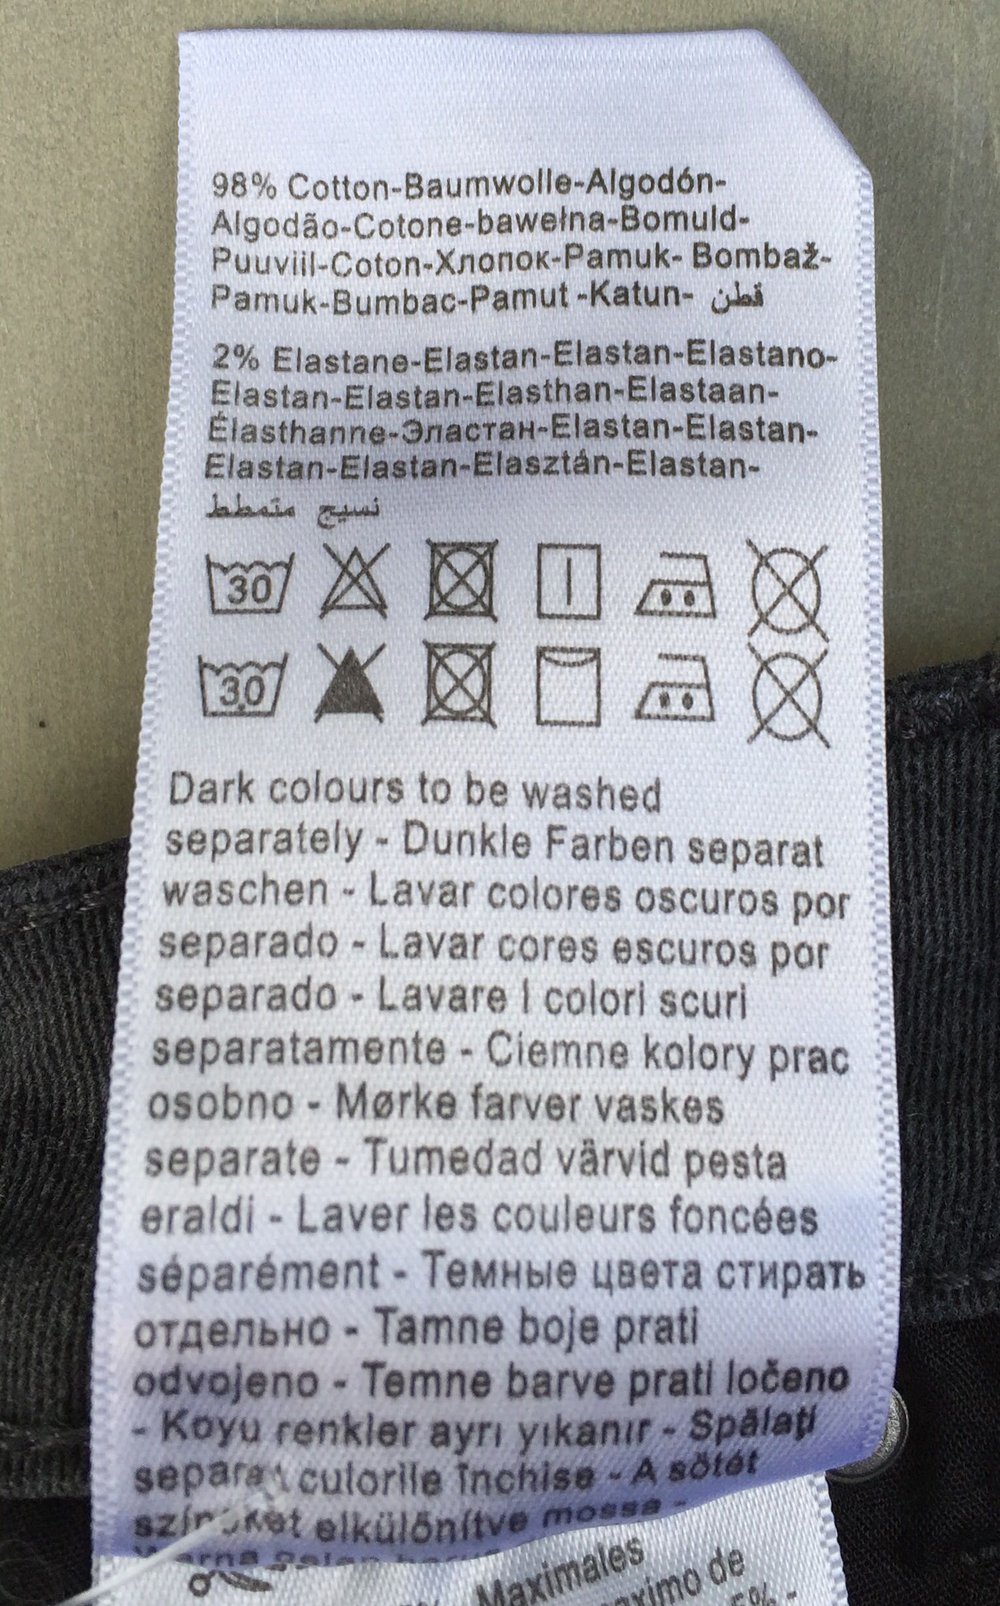 98% Cotton-Baumwolle-Algodón-
Algodão-Cotone-bawełna-Bomuld-
Puuviil-Coton-Хлопок-Pamuk- Bombaž-
Pamuk-Bumbac-Pamut -Katun- قطن
2% Elastane-Elastan-Elastan-Elastano-
Elastan-Elastan-Elasthan-Elastaan-
Élasthanne-Эластан-Elastan-Elastan-
Elastan-Elastan-Elasztán-Elastan-
نسيج متمطط
30
30
Dark colours to be washed
separately - Dunkle Farben separat
waschen - Lavar colores oscuros por
separado - Lavar cores escuros por
separado - Lavare I colori scuri
separatamente - Ciemne kolory prac
osobno - Mørke farver vaskes
separate - Tumedad värvid pesta
eraldi - Laver les couleurs foncées
séparément - Темные цвета стирать
отдельно - Tamne boje prati
odvojeno - Temne barve prati ločeno
- Koyu renkler ayrı yıkanır - Spălaţi
separat culorile închise - A sötét
színeket elkülönítve mossa -
Maximales